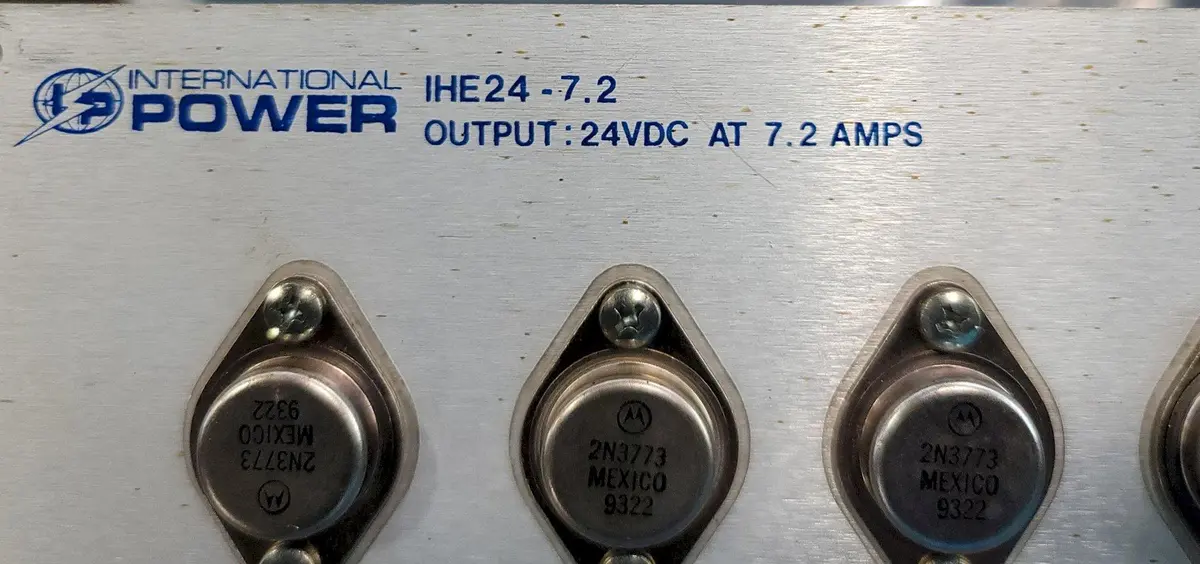 INTERNATIONAL
POWER
IHE24-7.2
OUTPUT: 24VDC AT 7.2 AMPS
2N3773
MEXICO
9322
2N3773
MEXICO
9322
2N3773
MEXICO
9322